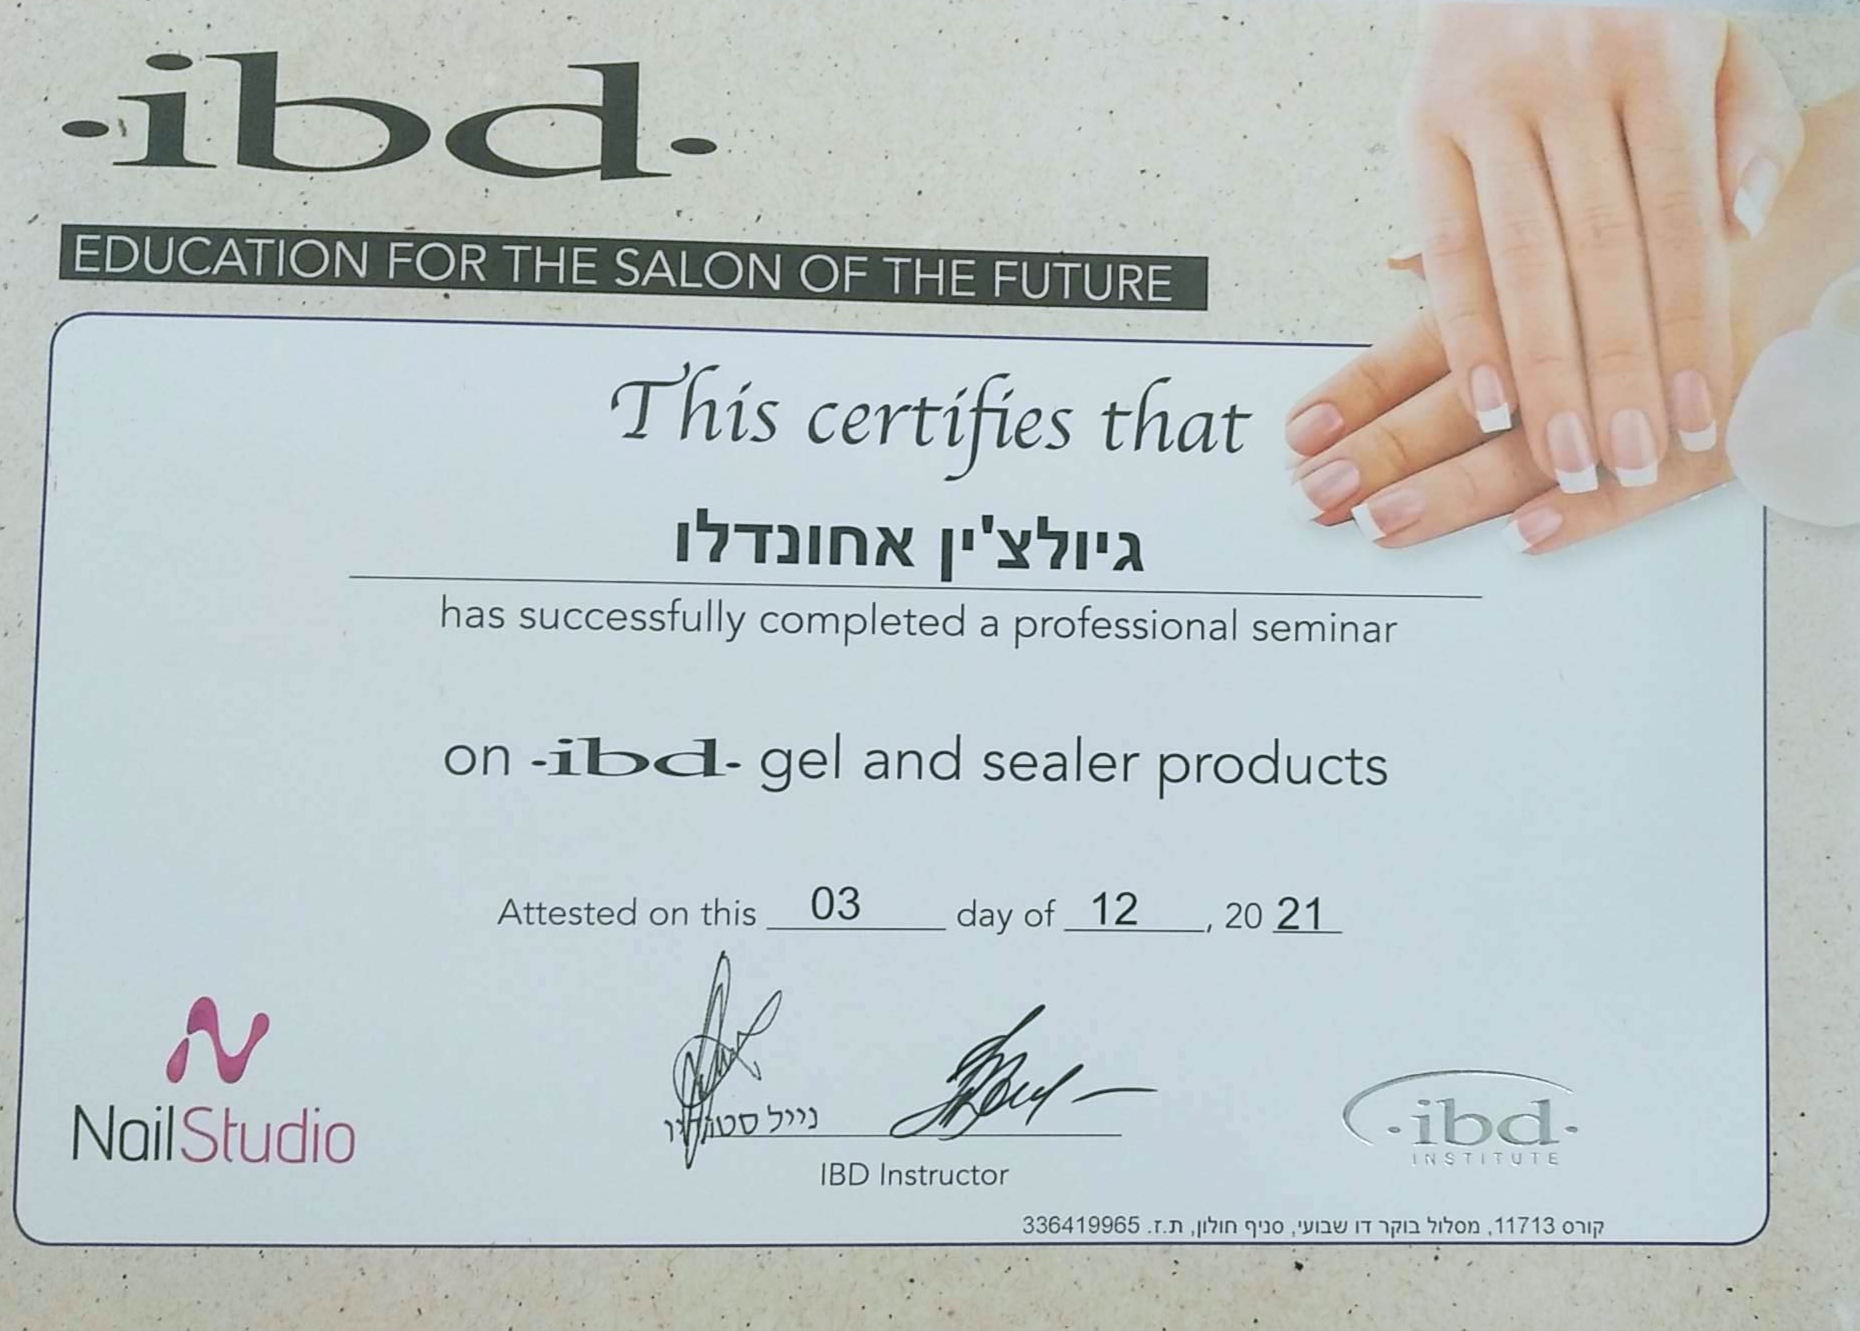 ·ibd·
EDUCATION FOR THE SALON OF THE FUTURE
This certifies that
גיולצ'ין אחונדלו
has successfully completed a professional seminar
on ·ibd· gel and sealer products
Attested on this 03 day of 12, 20 21
NailStudio
נייל סטודיו
IBD Instructor
·ibd·
INSTITUTE
קורס 11713, מסלול בוקר דו שבועי, סניף חולון, ת.ז. 336419965